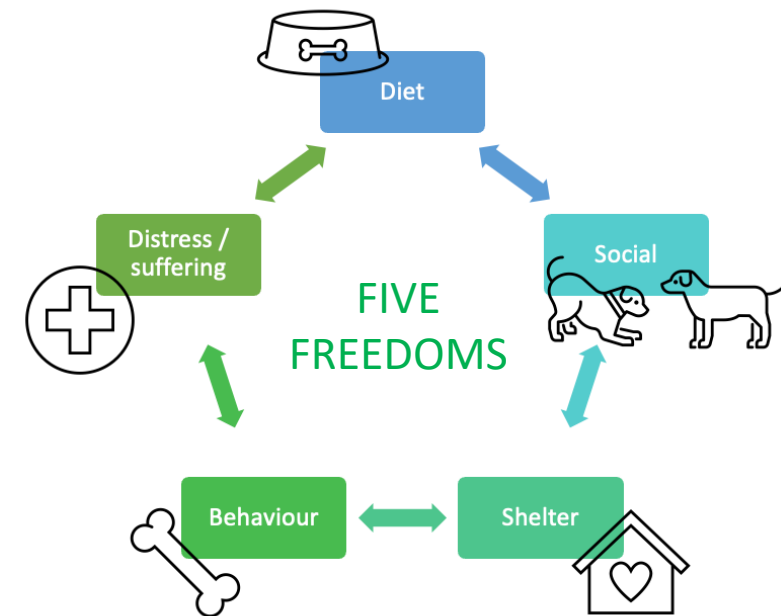 Diet
Social
Shelter
Behaviour
Distress /
suffering
FIVE
FREEDOMS